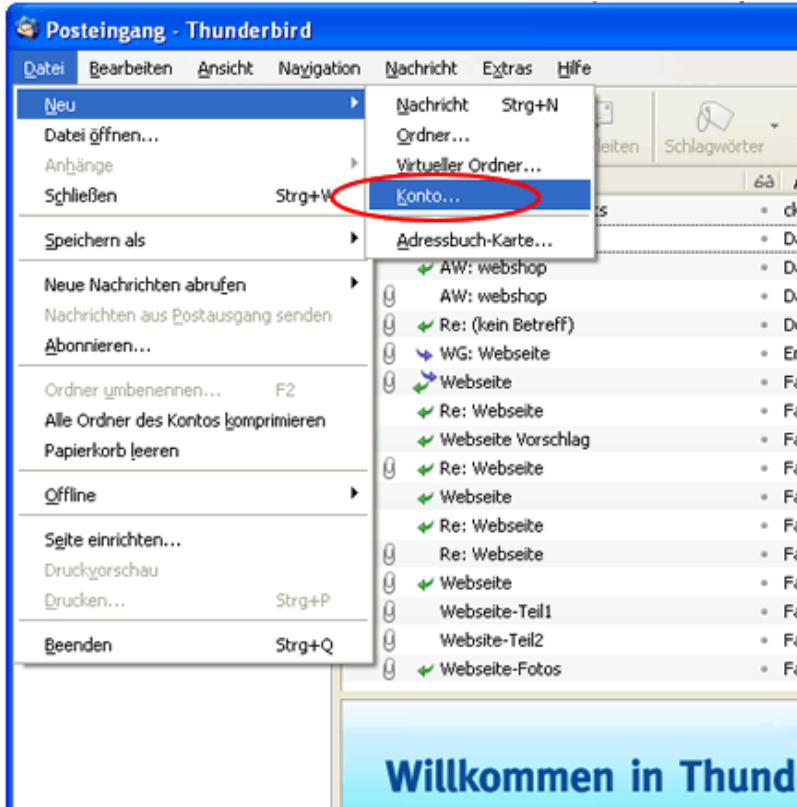 Posteingang - Thunderbird
Datei Bearbeiten Ansicht Navigation Nachricht Extras Hilfe
Neu
Datei öffnen...
Anhänge
Schließen Strg+W
Speichern als
Neue Nachrichten abrufen
Nachrichten aus Postausgang senden
Abonnieren...
Ordner umbenennen... F2
Alle Ordner des Kontos komprimieren
Papierkorb leeren
Offline
Seite einrichten...
Druckvorschau
Drucken... Strg+P
Beenden Strg+Q
Nachricht Strg+N
Ordner...
Virtueller Ordner...
Konto...
Adressbuch-Karte...
Schlagwörter
AW: webshop
AW: webshop
Re: (kein Betreff)
WG: Webseite
Webseite
Re: Webseite
Webseite Vorschlag
Re: Webseite
Webseite
Re: Webseite
Re: Webseite
Webseite
Webseite-Teil1
Website-Teil2
Webseite-Fotos
Willkommen in Thund